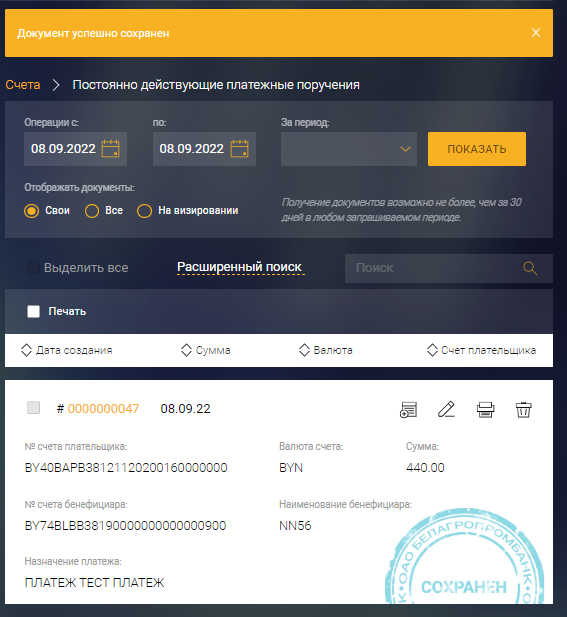 Документ успешно сохранен
Счета Постоянно действующие платежные поручения
Операции с: по: За период:
08.09.2022 08.09.2022 ПОКАЗАТЬ
Отображать документы:
Свои Все На визировании
Получение документов возможно не более, чем за 30
дней в любом запрашиваемом периоде.
Выделить все Расширенный поиск Поиск
Печать
Дата создания Сумма Валюта Счет плательщика
# 0000000047 08.09.22
№ счета плательщика: Валюта счета: Сумма:
BY40BAPB38121120200160000000 BYN 440.00
№ счета бенефициара: Наименование бенефициара:
BY74BLBB38190000000000000900 NN56
Назначение платежа:
ПЛАТЕЖ ТЕСТ ПЛАТЕЖ
ОАО БЕЛАГРОПРОМБАНК
СОХРАНЕН